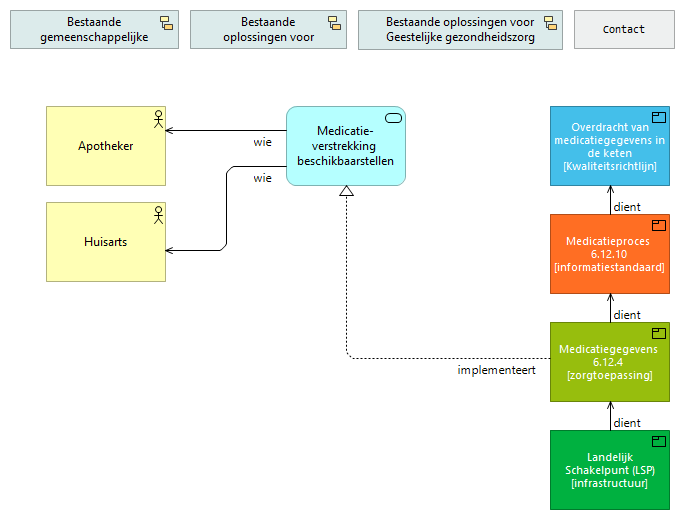 Bestaande
gemeenschappelijke
Bestaande
oplossingen voor
Bestaande oplossingen voor
Geestelijke gezondheidszorg
Contact
Apotheker
wie
Medicatie-
verstrekking
beschikbaarstellen
wie
Huisarts
Overdracht van
medicatiegegevens in
de keten
[Kwaliteitsrichtlijn]
dient
Medicatieproces
6.12.10
[informatiestandaard]
dient
Medicatiegegevens
6.12.4
[zorgtoepassing]
implementeert
dient
Landelijk
Schakelpunt (LSP)
[infrastructuur]